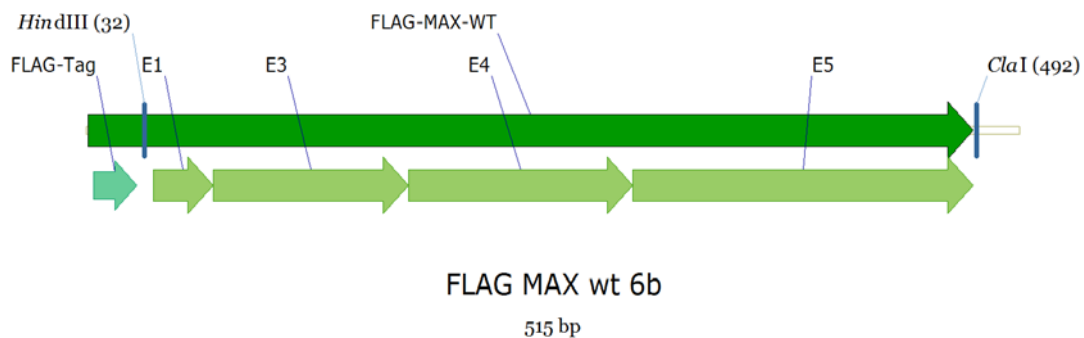 HindIII (32)
FLAG-MAX-WT
FLAG-Tag
E1
E3
E4
E5
ClaI (492)
FLAG MAX wt 6b
515 bp